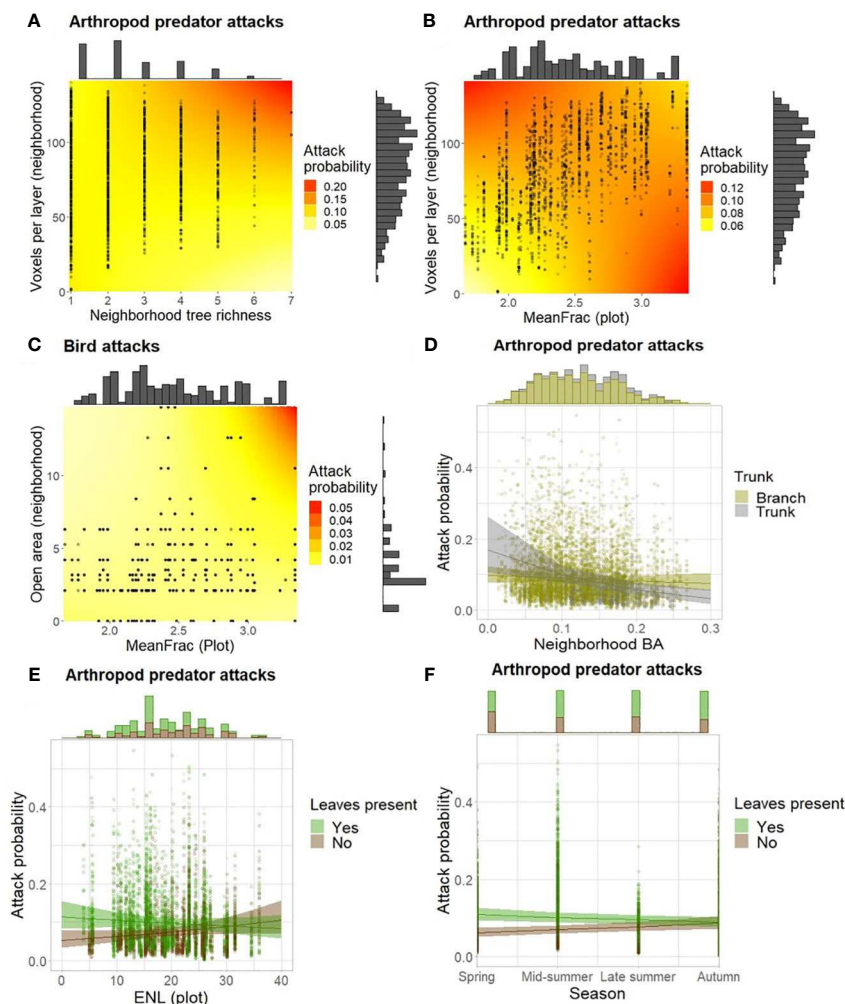 A
Arthropod predator attacks
Voxels per layer (neighborhood)
100
50
0
1 2 3 4 5 6 7
Neighborhood tree richness
Attack
probability
0.20
0.15
0.10
0.05
B
Arthropod predator attacks
Voxels per layer (neighborhood)
100
50
0
2.0 2.5 3.0
MeanFrac (plot)
Attack
probability
0.12
0.10
0.08
0.06
C
Bird attacks
Open area (neighborhood)
10
5
0
2.0 2.5 3.0
MeanFrac (Plot)
Attack
probability
0.05
0.04
0.03
0.02
0.01
D
Arthropod predator attacks
Attack probability
0.4
0.2
0.0
0.0 0.1 0.2 0.3
Neighborhood BA
Trunk
Branch
Trunk
E
Arthropod predator attacks
Attack probability
0.4
0.2
0.0
0 10 20 30 40
ENL (plot)
Leaves present
Yes
No
F
Arthropod predator attacks
Attack probability
0.4
0.2
0.0
Spring Mid-summer Late summer Autumn
Season
Leaves present
Yes
No